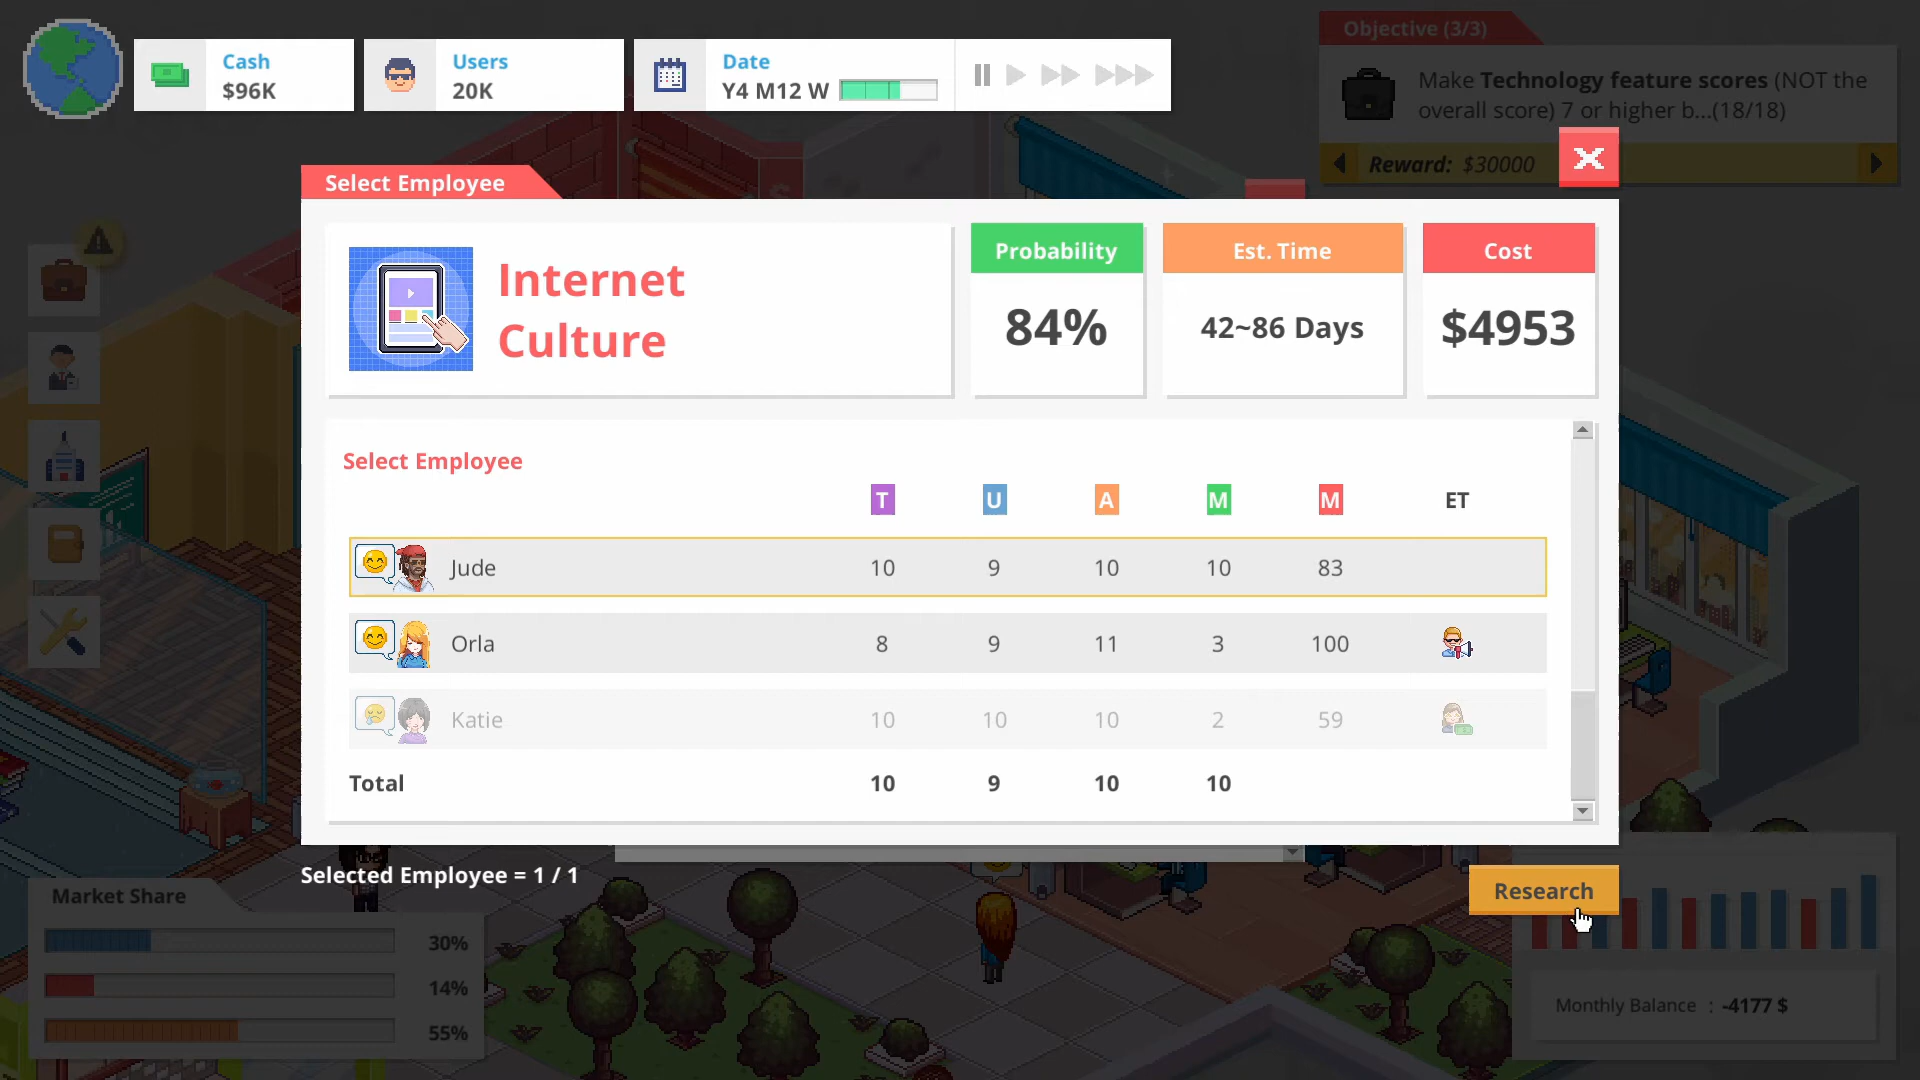 Cash
$96K
Users
20K
Date
Y4 M12 W
Objective (3/3)
Make Technology feature scores (NOT the
overall score) 7 or higher b...(18/18)
Reward: $30000
Select Employee
Internet
Culture
Probability
84%
Est. Time
42~86 Days
Cost
$4953
Select Employee
T U A M M ET
Jude 10 9 10 10 83
Orla 8 9 11 3 100
Katie 10 10 10 2 59
Total 10 9 10 10
Selected Employee = 1 / 1
Research
Market Share
30%
14%
55%
Monthly Balance : -4177 $